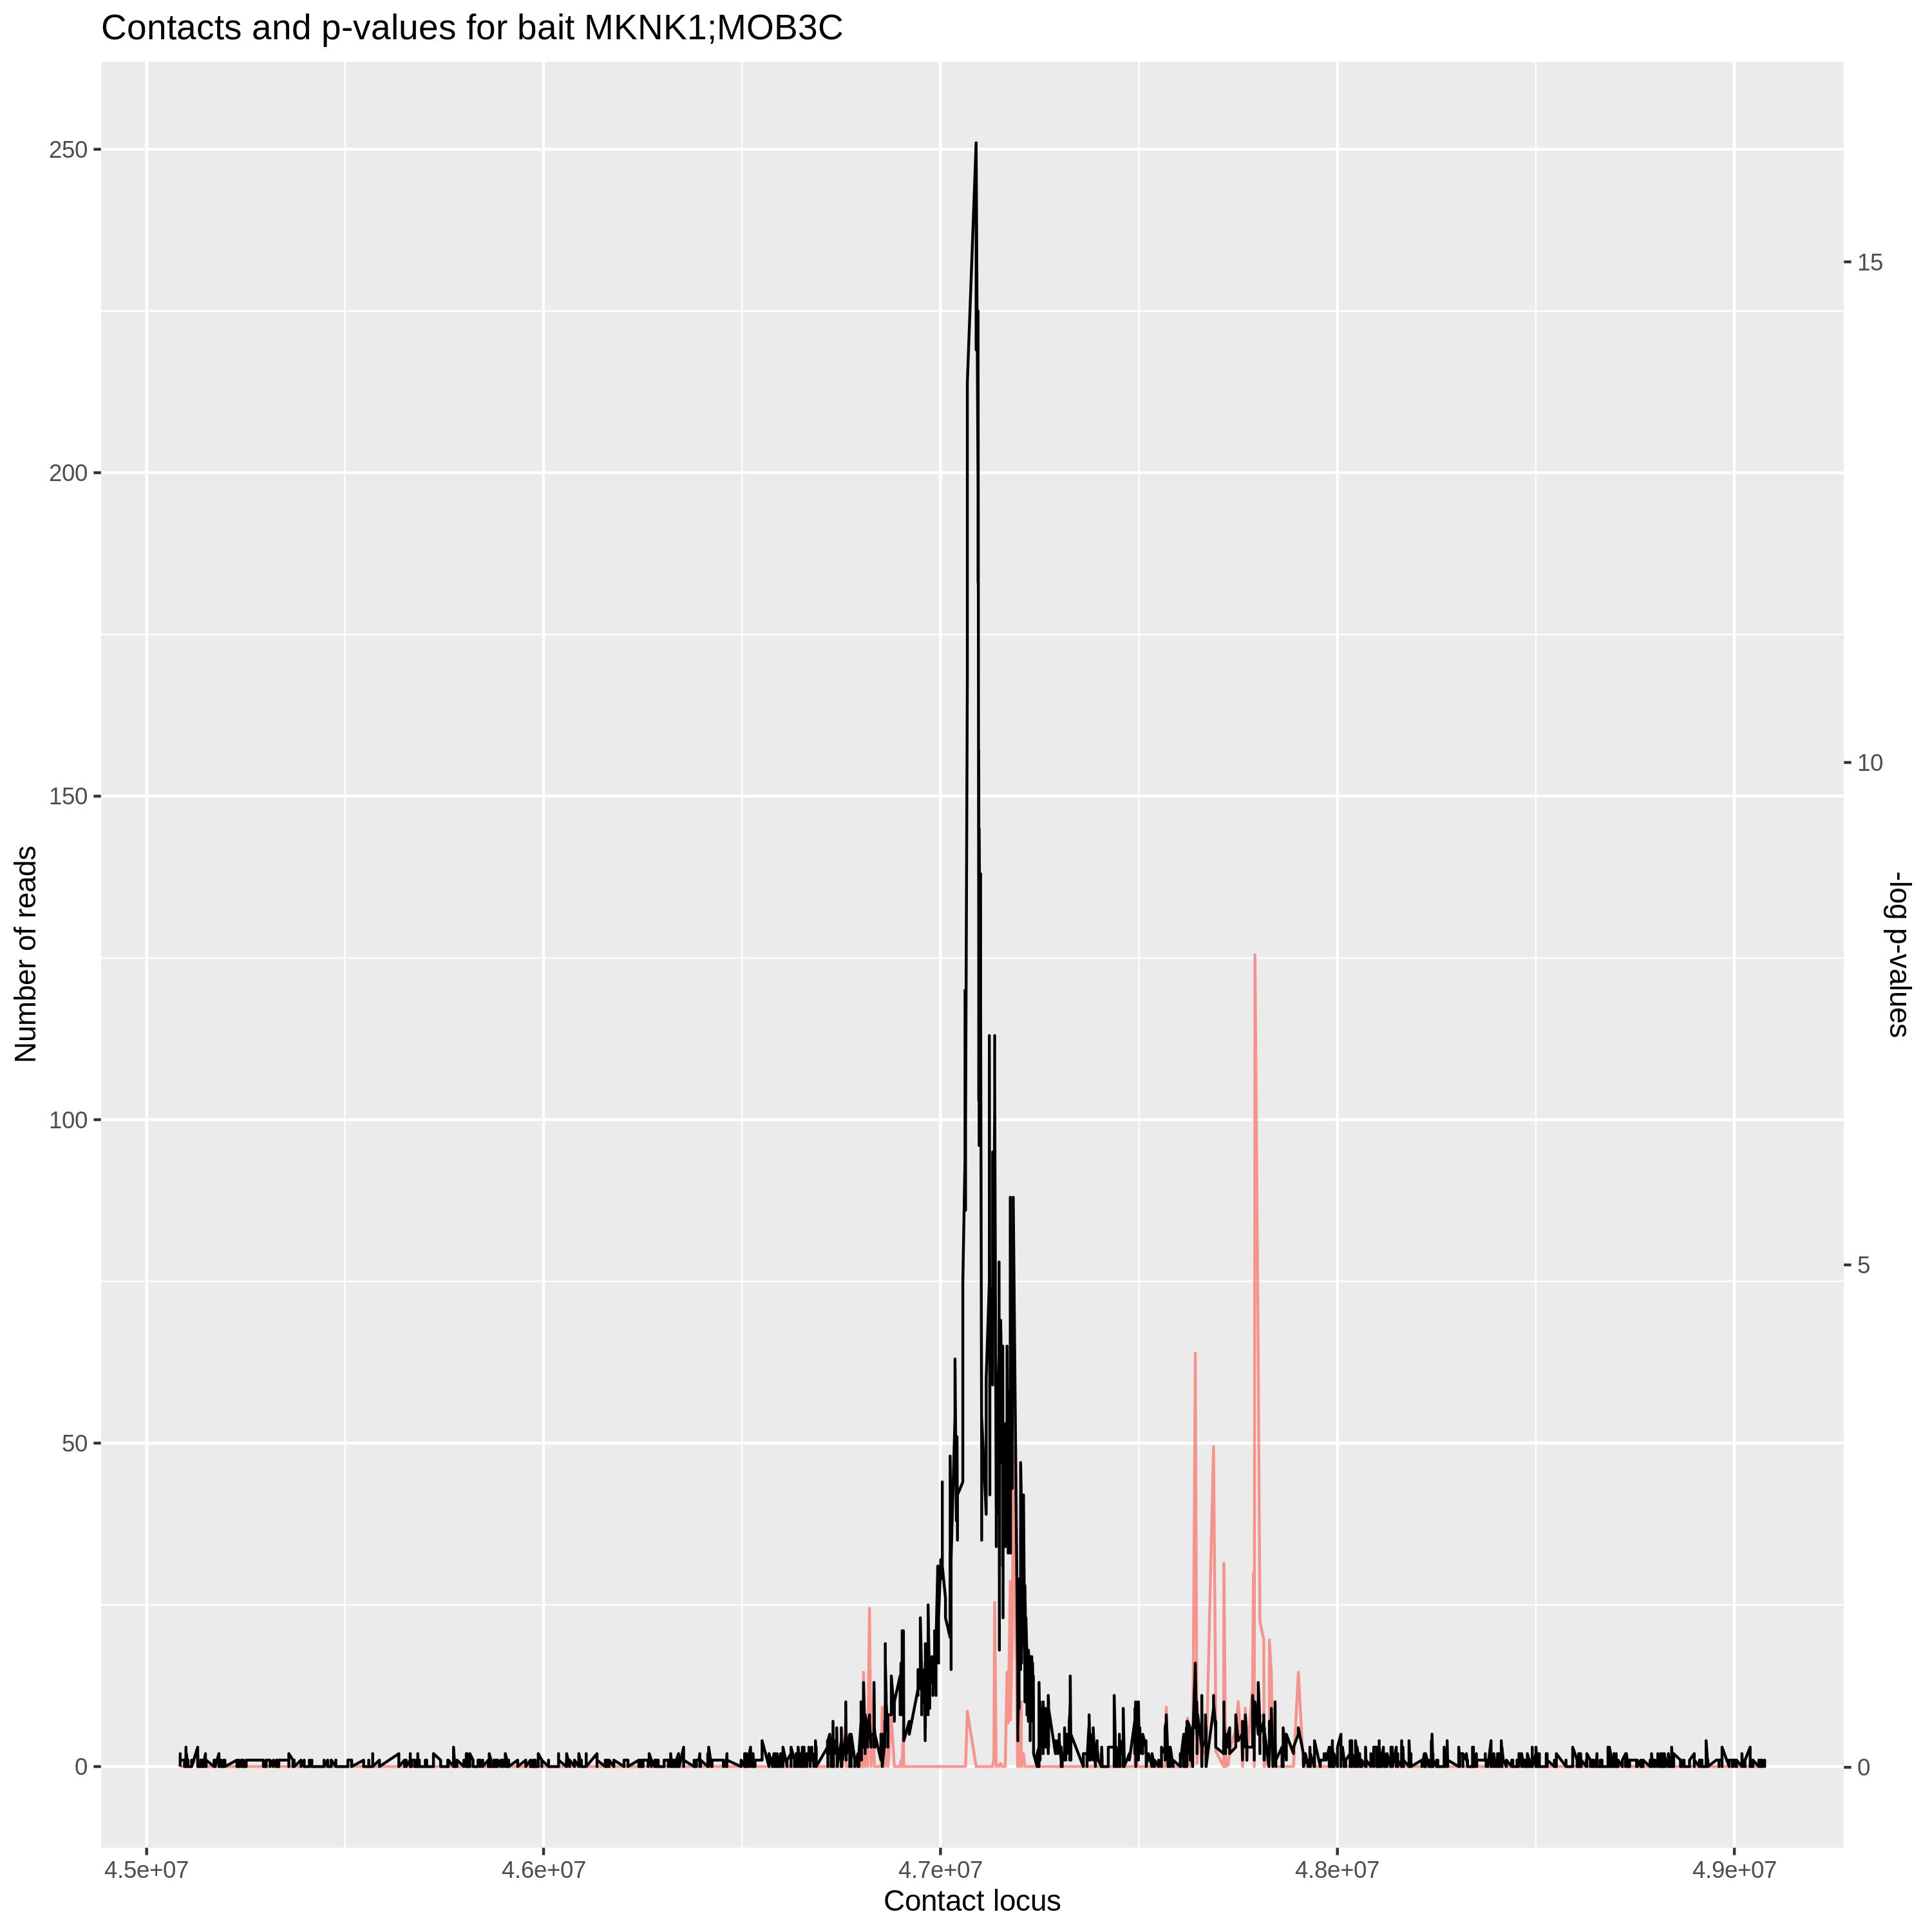 Contacts and p-values for bait MKNK1;MOB3C
250
200
150
100
50
0
Number of reads
15
10
5
0
-log p-values
4.5e+07
4.6e+07
4.7e+07
4.8e+07
4.9e+07
Contact locus